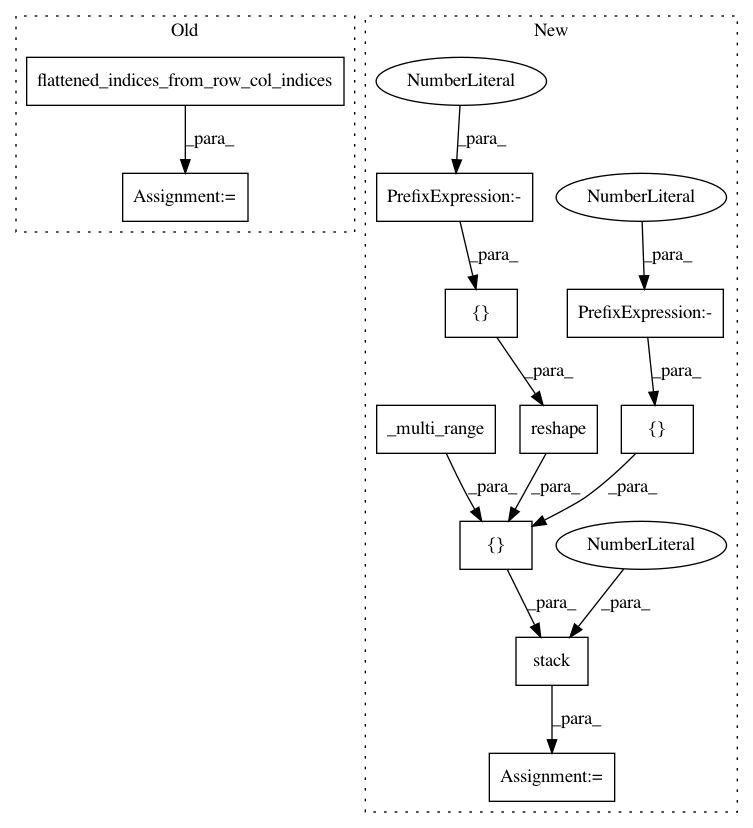 Old
New
flattened_indices_from_row_col_indices
NumberLiteral
_para_
_para_
Assignment:=
PrefixExpression:-
NumberLiteral
_para_
_para_
{}
PrefixExpression:-
_para_
_para_
_multi_range
reshape
{}
_para_
_para_
_para_
{}
NumberLiteral
_para_
_para_
stack
_para_
Assignment:=